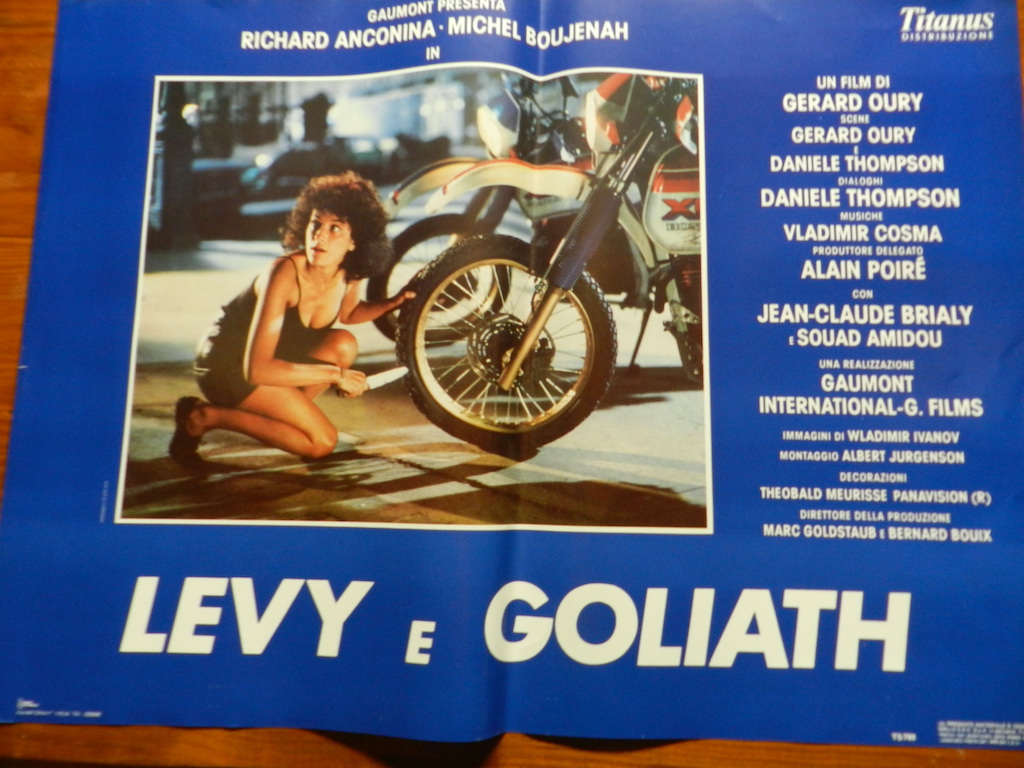 GAUMONT PRESENTA
RICHARD ANCONINA · MICHEL BOUJENAH
IN
Titanus
DISTRIBUZIONE
UN FILM DI
GERARD OURY
SCENE
GERARD OURY
E
DANIELE THOMPSON
DIALOGHI
DANIELE THOMPSON
MUSICHE
VLADIMIR COSMA
PRODUTTORE DELEGATO
ALAIN POIRÉ
CON
JEAN-CLAUDE BRIALY
E SOUAD AMIDOU
UNA REALIZZAZIONE
GAUMONT
INTERNATIONAL-G. FILMS
IMMAGINI DI WLADIMIR IVANOV
MONTAGGIO ALBERT JURGENSON
DECORAZIONI
THEOBALD MEURISSE PANAVISION (R)
DIRETTORE DELLA PRODUZIONE
MARC GOLDSTAUB E BERNARD BOUIX
LEVY E GOLIATH